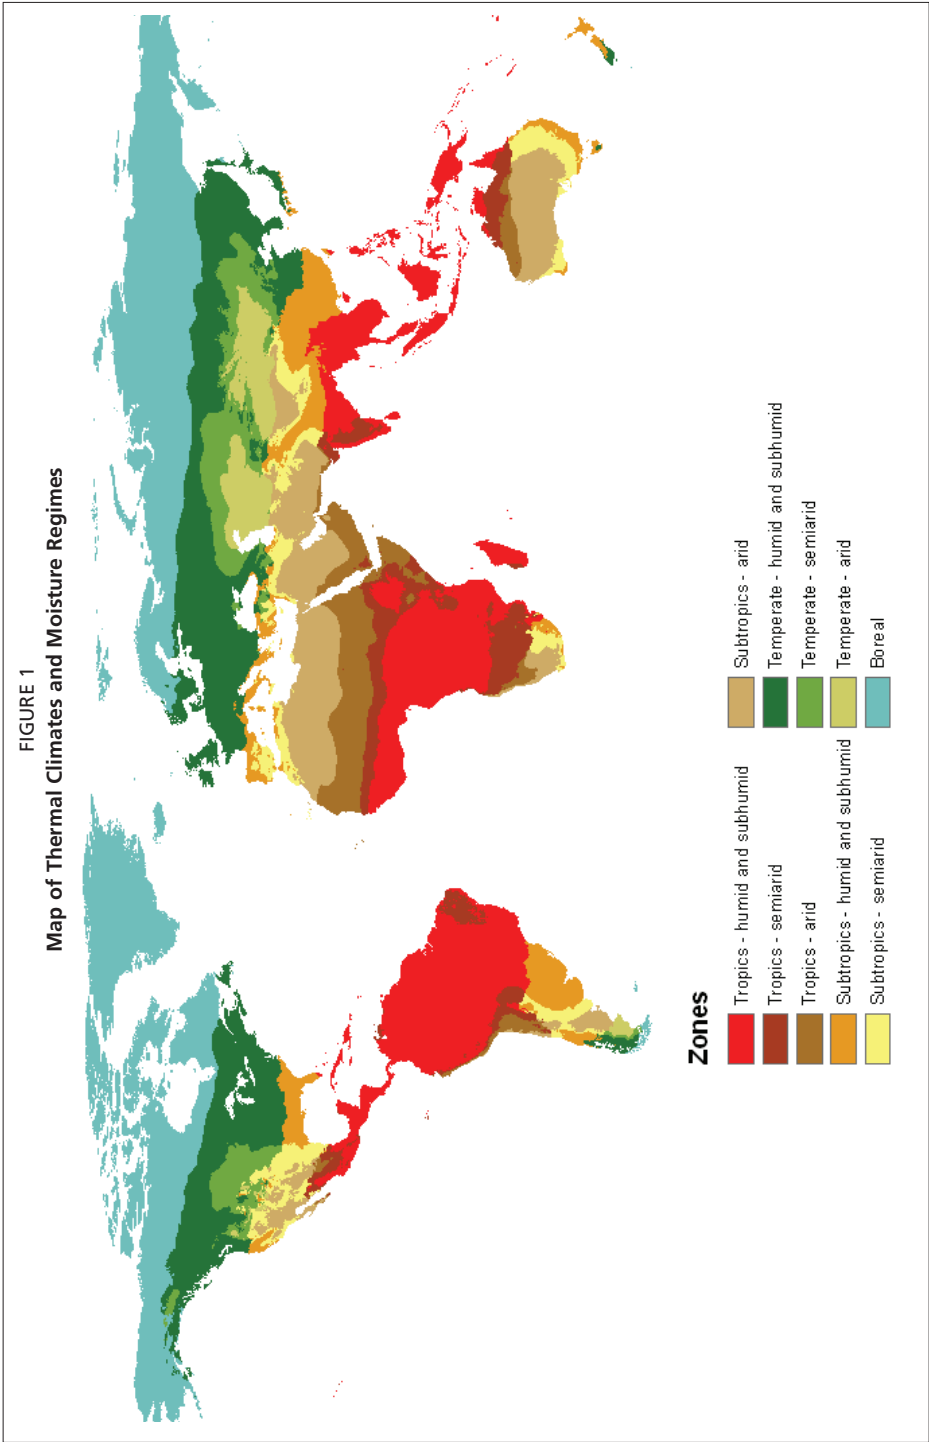 FIGURE 1
Map of Thermal Climates and Moisture Regimes
Zones
Tropics - humid and subhumid
Tropics - semiarid
Tropics - arid
Subtropics - humid and subhumid
Subtropics - semiarid
Subtropics - arid
Temperate - humid and subhumid
Temperate - semiarid
Temperate - arid
Boreal